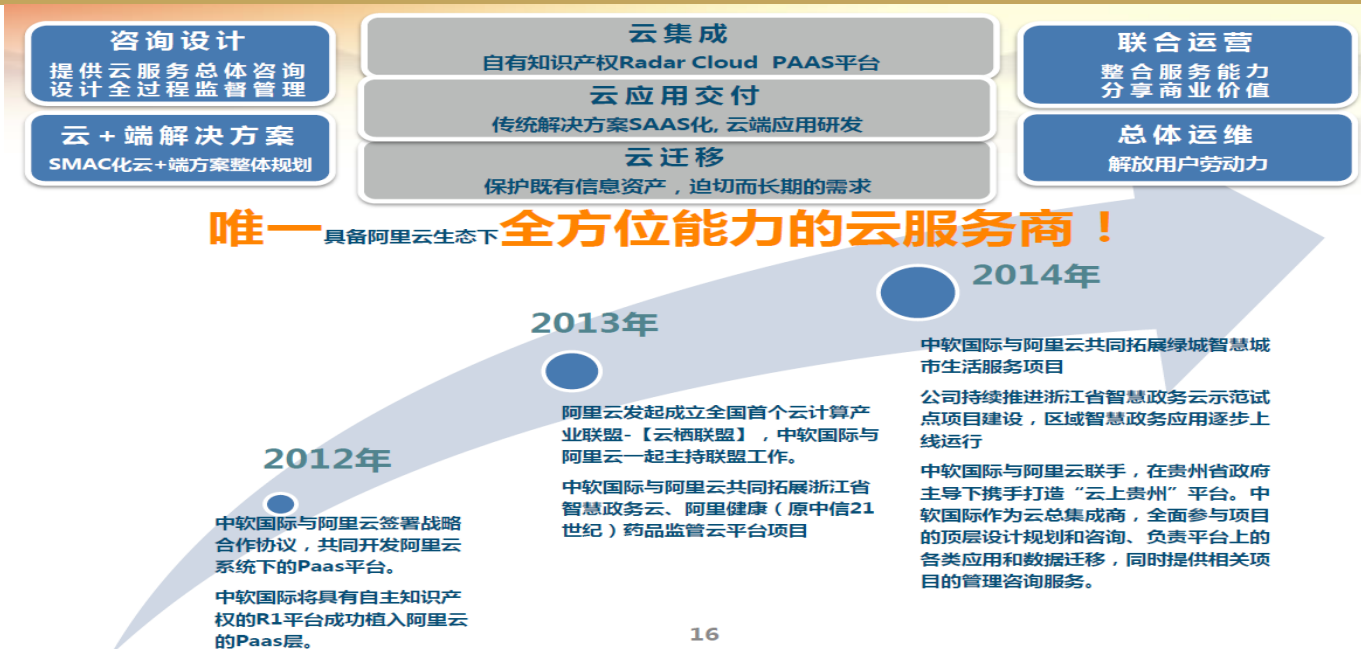 咨询设计
提供云服务总体咨询
设计全过程监督管理
云+端解决方案
SMAC化云+端方案整体规划
云集成
自有知识产权Radar Cloud PAAS平台
云应用交付
传统解决方案SAAS化,云端应用研发
云迁移
保护既有信息资产，迫切而长期的需求
联合运营
整合服务能力
分享商业价值
总体运维
解放用户劳动力
唯一具备阿里云生态下全方位能力的云服务商！
2012年
中软国际与阿里云签署战略
合作协议，共同开发阿里云
系统下的Paas平台。
中软国际将具有自主知识产
权的R1平台成功植入阿里云
的Paas层。
2013年
阿里云发起成立全国首个云计算产
业联盟-【云栖联盟】，中软国际与
阿里云一起主持联盟工作。
中软国际与阿里云共同拓展浙江省
智慧政务云、阿里健康（原中信21
世纪）药品监管云平台项目
2014年
中软国际与阿里云共同拓展绿城智慧城
市生活服务项目
公司持续推进浙江省智慧政务云示范试
点项目建设，区域智慧政务应用逐步上
线运行
中软国际与阿里云联手，在贵州省政府
主导下携手打造“云上贵州”平台。中
软国际作为云总集成商，全面参与项目
的顶层设计规划和咨询、负责平台上的
各类应用和数据迁移，同时提供相关项
目的管理咨询服务。
16